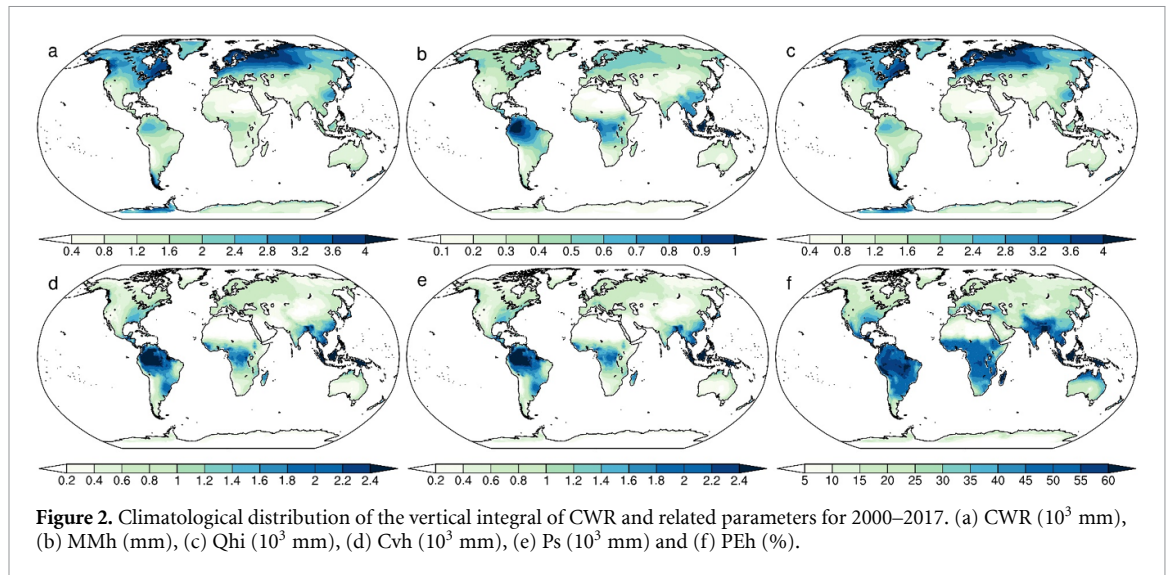 a b c
0.4 0.8 1.2 1.6 2 2.4 2.8 3.2 3.6 4 0.1 0.2 0.3 0.4 0.5 0.6 0.7 0.8 0.9 1 0.4 0.8 1.2 1.6 2 2.4 2.8 3.2 3.6 4
d e f
0.2 0.4 0.6 0.8 1 1.2 1.4 1.6 1.8 2 2.2 2.4 0.2 0.4 0.6 0.8 1 1.2 1.4 1.6 1.8 2 2.2 2.4 5 10 15 20 25 30 35 40 45 50 55 60
Figure 2. Climatological distribution of the vertical integral of CWR and related parameters for 2000–2017. (a) CWR (10³ mm),
(b) MMh (mm), (c) Qhi (10³ mm), (d) Cvh (10³ mm), (e) Ps (10³ mm) and (f) PEh (%).